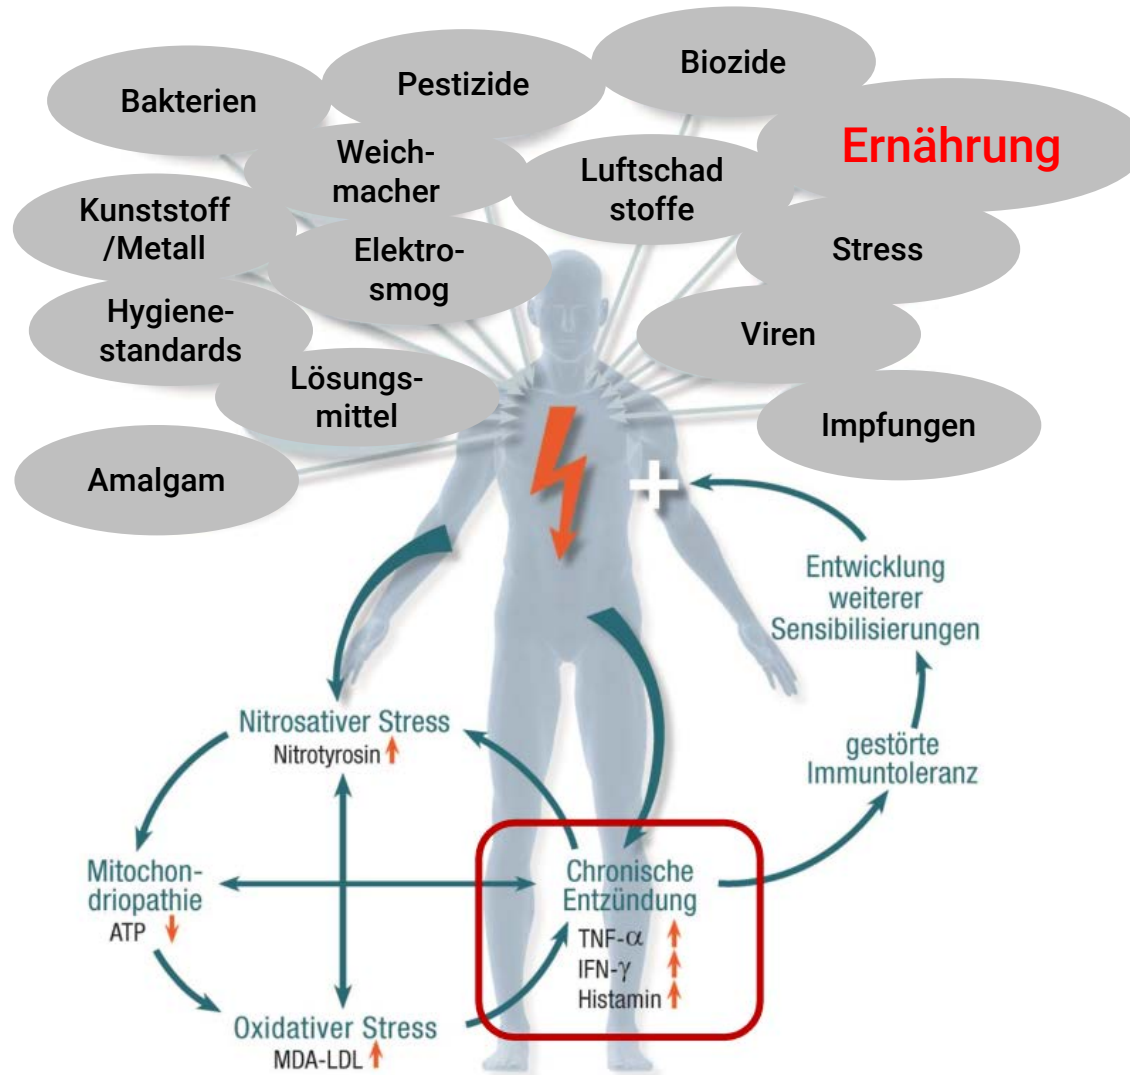 Biozide
Pestizide
Bakterien
Ernährung
Weich-
macher
Luftschad
stoffe
Kunststoff
/Metall
Elektro-
smog
Stress
Hygiene-
standards
Viren
Lösungs-
mittel
Impfungen
Amalgam
Entwicklung
weiterer
Sensibilisierungen
Nitrosativer Stress
Nitrotyrosin
gestörte
Immuntoleranz
Mitochon-
driopathie
ATP
Chronische
Entzündung
TNF-α
IFN-γ
Histamin
Oxidativer Stress
MDA-LDL